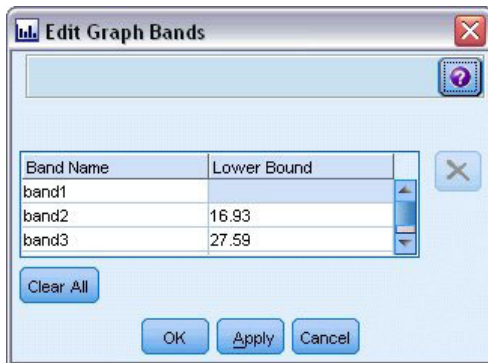 Edit Graph Bands
?
Band Name Lower Bound
band1
band2 16.93
band3 27.59
Clear All
OK Apply Cancel